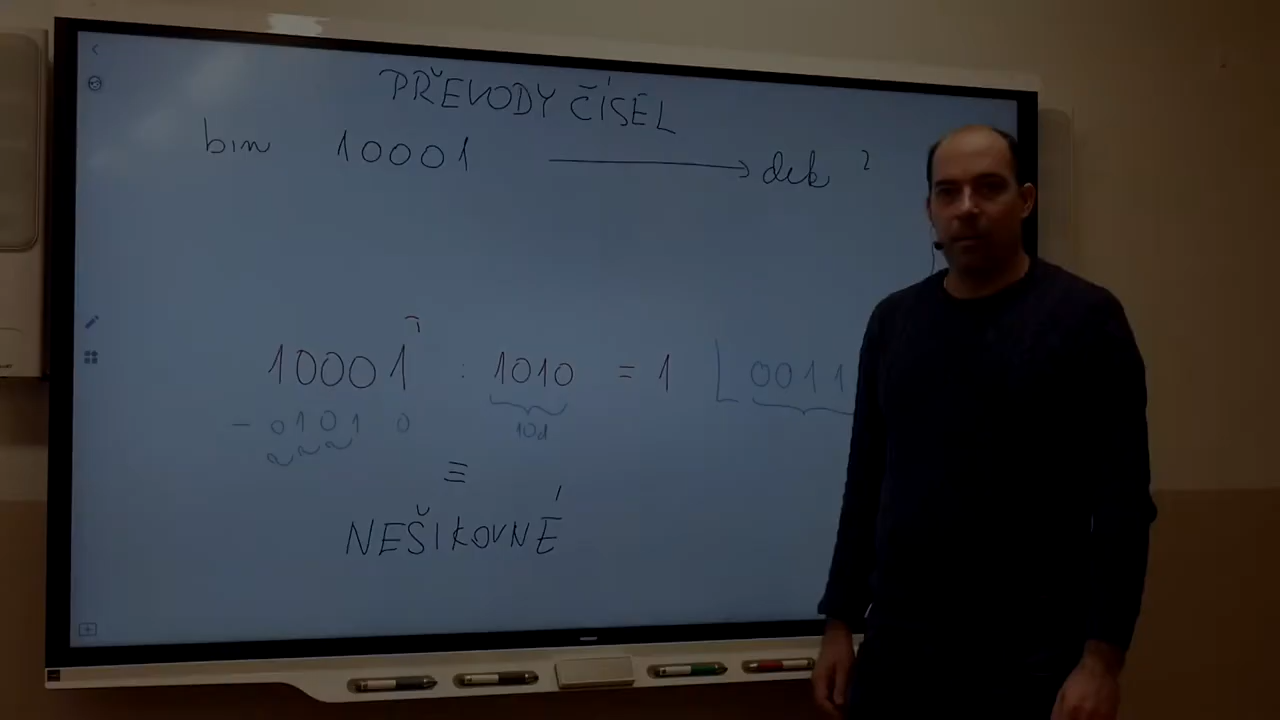 PŘEVODY ČÍSEL
bin 10001 → dek ?
10001 : 1010 = 1 0011
- 0101 0
10d
≡
NEŠIKOVNÉ